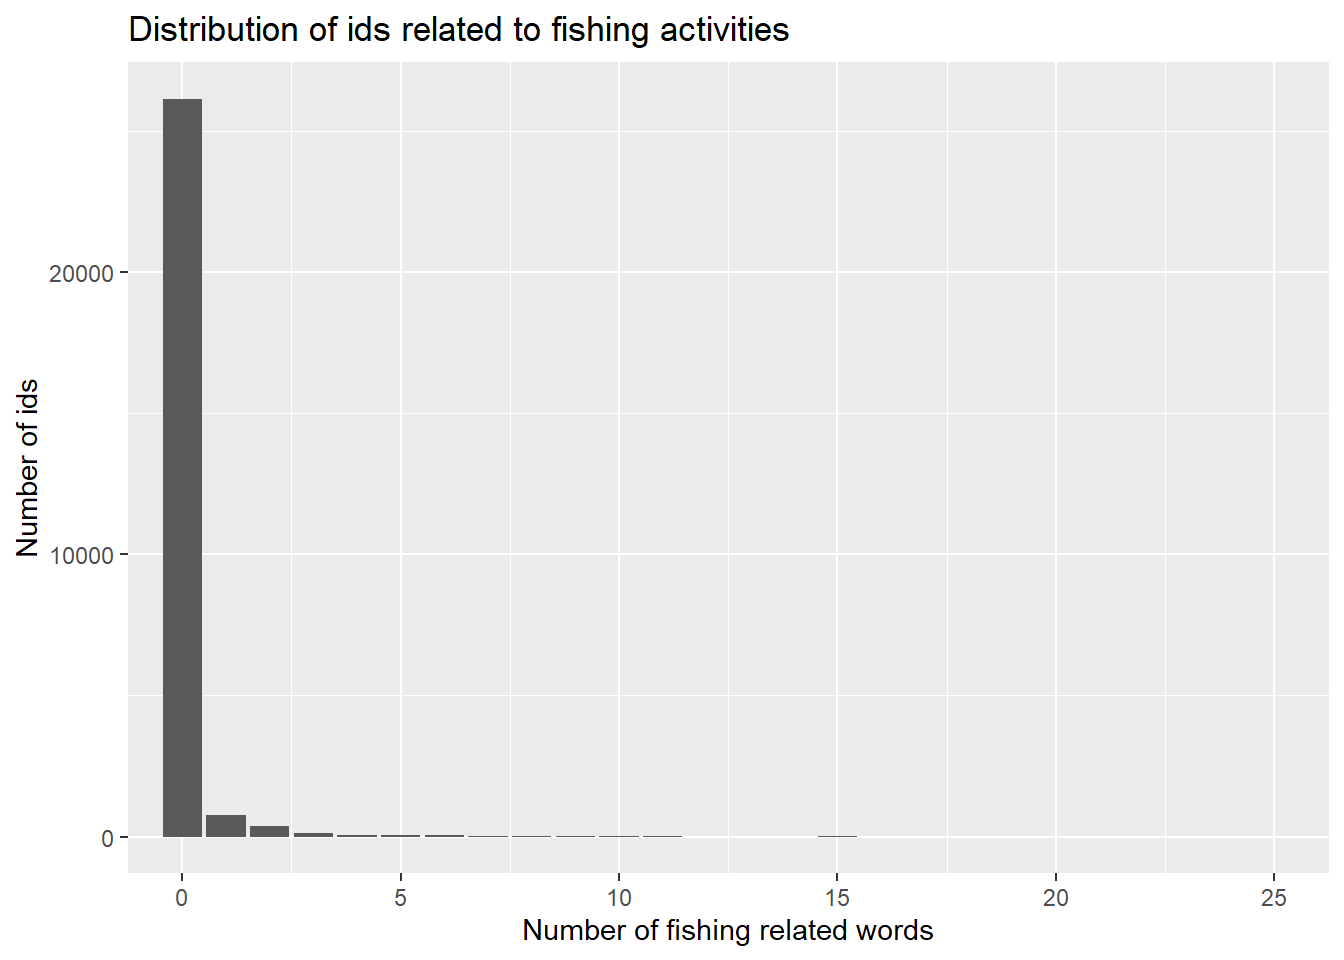 Distribution of ids related to fishing activities
Number of ids
20000
10000
0
0 5 10 15 20 25
Number of fishing related words